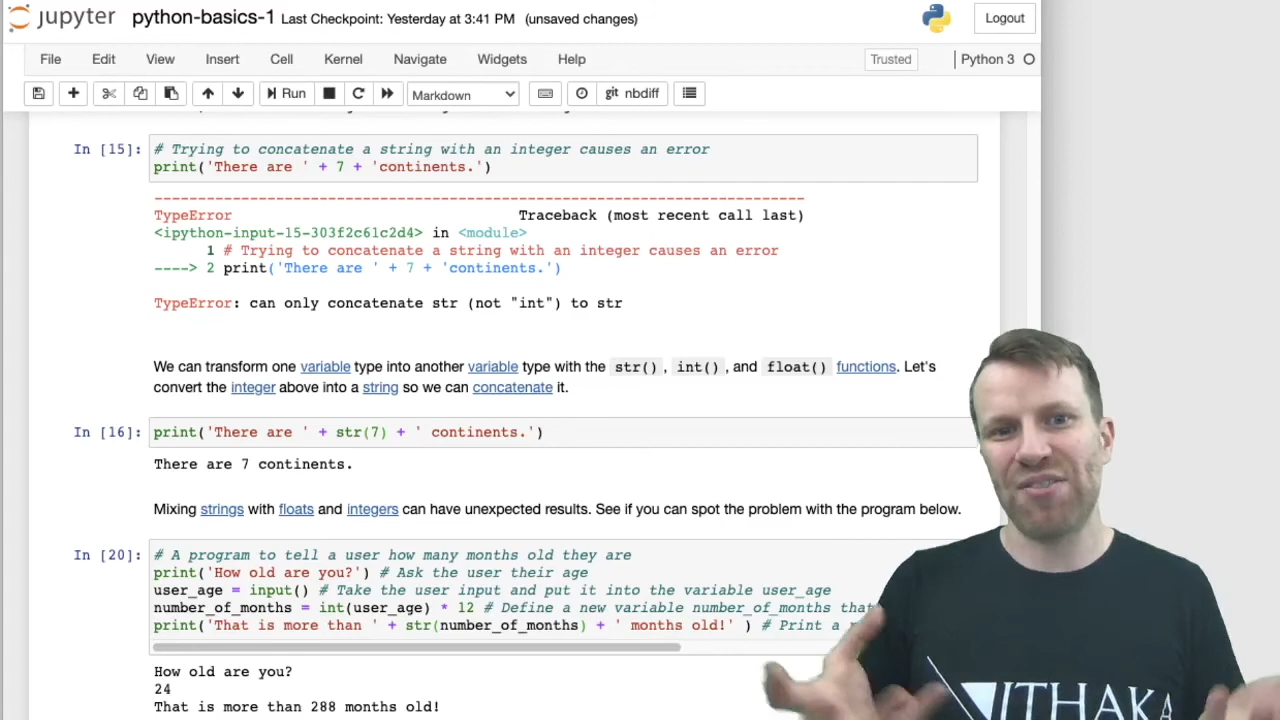 jupyter python-basics-1 Last Checkpoint: Yesterday at 3:41 PM (unsaved changes) Logout
File Edit View Insert Cell Kernel Navigate Widgets Help Trusted Python 3
Run Markdown git nbdiff
In [15]: # Trying to concatenate a string with an integer causes an error
print('There are ' + 7 + 'continents.')
TypeError Traceback (most recent call last)
<ipython-input-15-303f2c61c2d4> in <module>
1 # Trying to concatenate a string with an integer causes an error
----> 2 print('There are ' + 7 + 'continents.')
TypeError: can only concatenate str (not "int") to str
We can transform one variable type into another variable type with the str(), int(), and float() functions. Let's
convert the integer above into a string so we can concatenate it.
In [16]: print('There are ' + str(7) + ' continents.')
There are 7 continents.
Mixing strings with floats and integers can have unexpected results. See if you can spot the problem with the program below.
In [20]: # A program to tell a user how many months old they are
print('How old are you?') # Ask the user their age
user_age = input() # Take the user input and put it into the variable user_age
number_of_months = int(user_age) * 12 # Define a new variable number_of_months that
print('That is more than ' + str(number_of_months) + ' months old!' ) # Print a
How old are you?
24
That is more than 288 months old!
ITHAKA